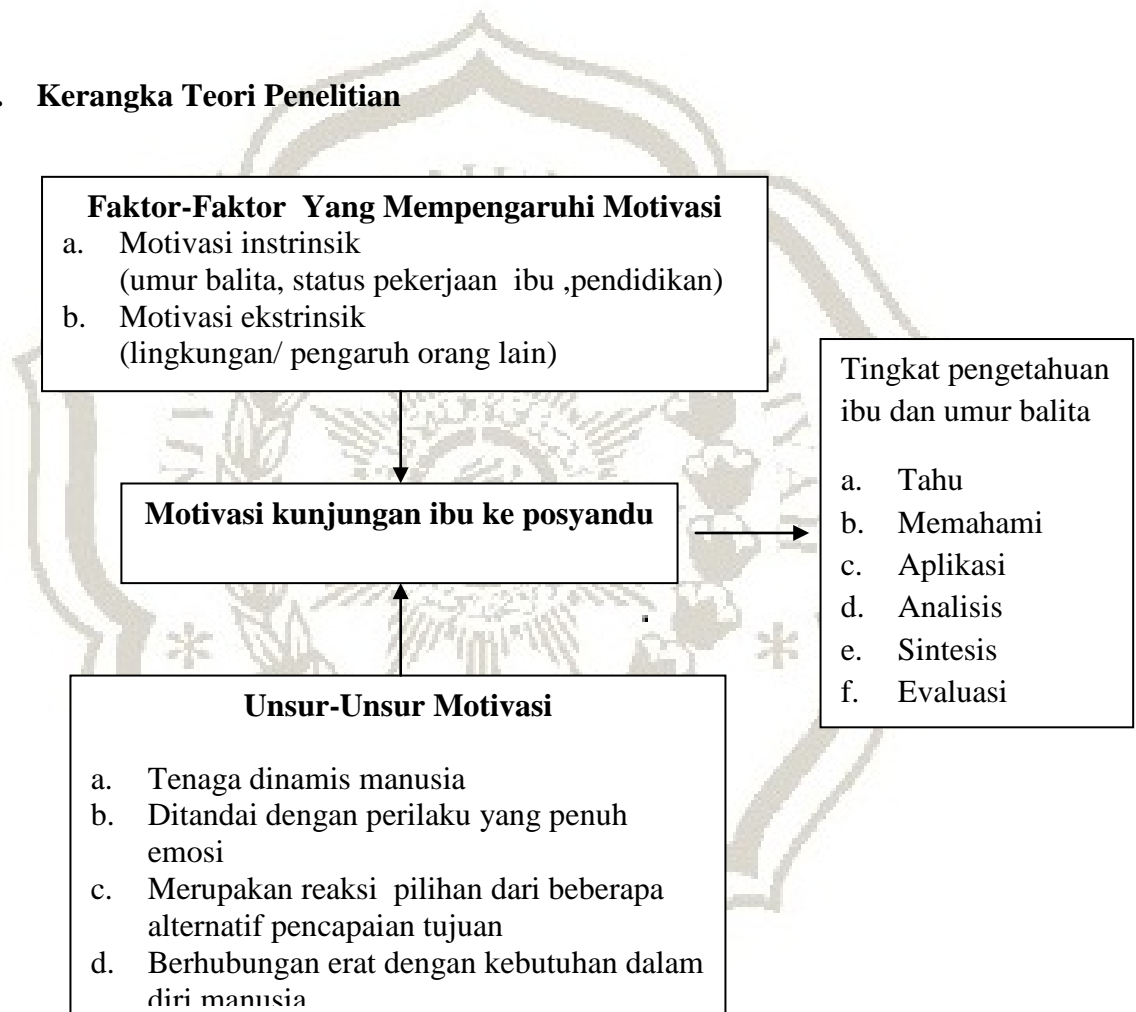 . Kerangka Teori Penelitian
Faktor-Faktor Yang Mempengaruhi Motivasi
a. Motivasi instrinsik
(umur balita, status pekerjaan ibu ,pendidikan)
b. Motivasi ekstrinsik
(lingkungan/ pengaruh orang lain)
Motivasi kunjungan ibu ke posyandu
Tingkat pengetahuan
ibu dan umur balita
a. Tahu
b. Memahami
c. Aplikasi
d. Analisis
e. Sintesis
f. Evaluasi
Unsur-Unsur Motivasi
a. Tenaga dinamis manusia
b. Ditandai dengan perilaku yang penuh
emosi
c. Merupakan reaksi pilihan dari beberapa
alternatif pencapaian tujuan
d. Berhubungan erat dengan kebutuhan dalam
diri manusia